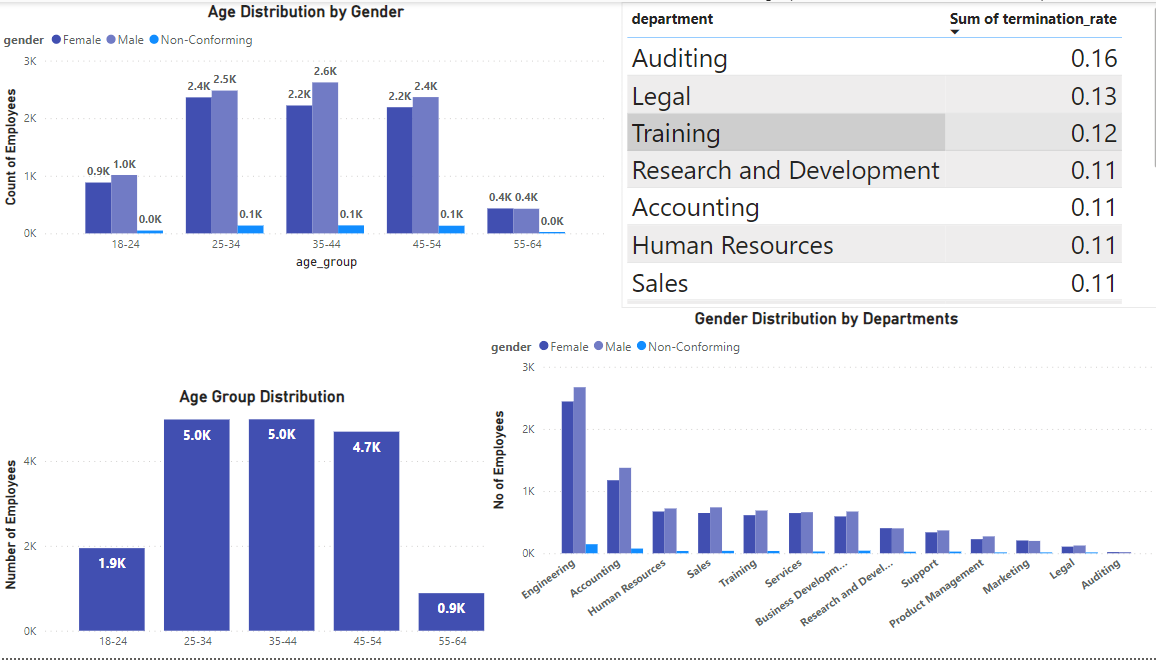 Age Distribution by Gender
gender Female Male Non-Conforming
Count of Employees
3K
2K
1K
0K
0.9K 1.0K 0.0K
2.4K 2.5K 0.1K
2.2K 2.6K 0.1K
2.2K 2.4K 0.1K
0.4K 0.4K 0.0K
18-24 25-34 35-44 45-54 55-64
age_group
department Sum of termination_rate
Auditing 0.16
Legal 0.13
Training 0.12
Research and Development 0.11
Accounting 0.11
Human Resources 0.11
Sales 0.11
Age Group Distribution
Number of Employees
4K
2K
0K
1.9K 5.0K 5.0K 4.7K 0.9K
18-24 25-34 35-44 45-54 55-64
Gender Distribution by Departments
gender Female Male Non-Conforming
No of Employees
3K
2K
1K
0K
Engineering
Accounting
Human Resources
Sales
Training
Services
Business Developm...
Research and Devel...
Support
Product Management
Marketing
Legal
Auditing